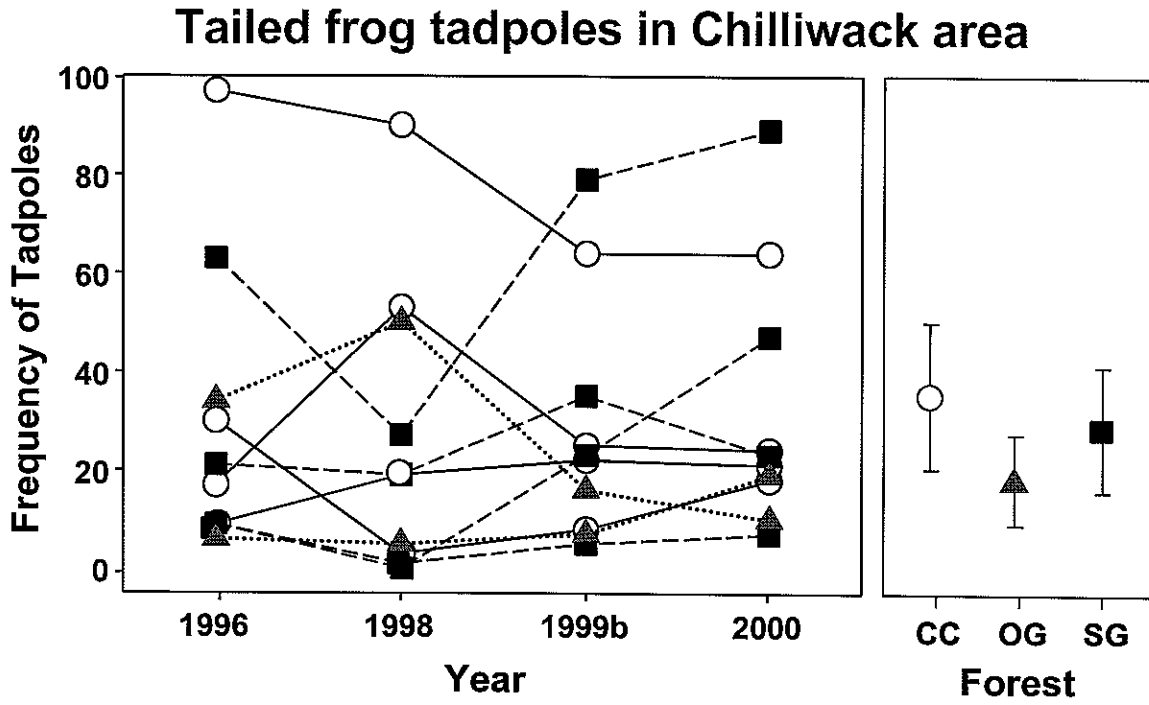 Tailed frog tadpoles in Chilliwack area
Frequency of Tadpoles
100
80
60
40
20
0
1996 1998 1999b 2000
Year
CC OG SG
Forest